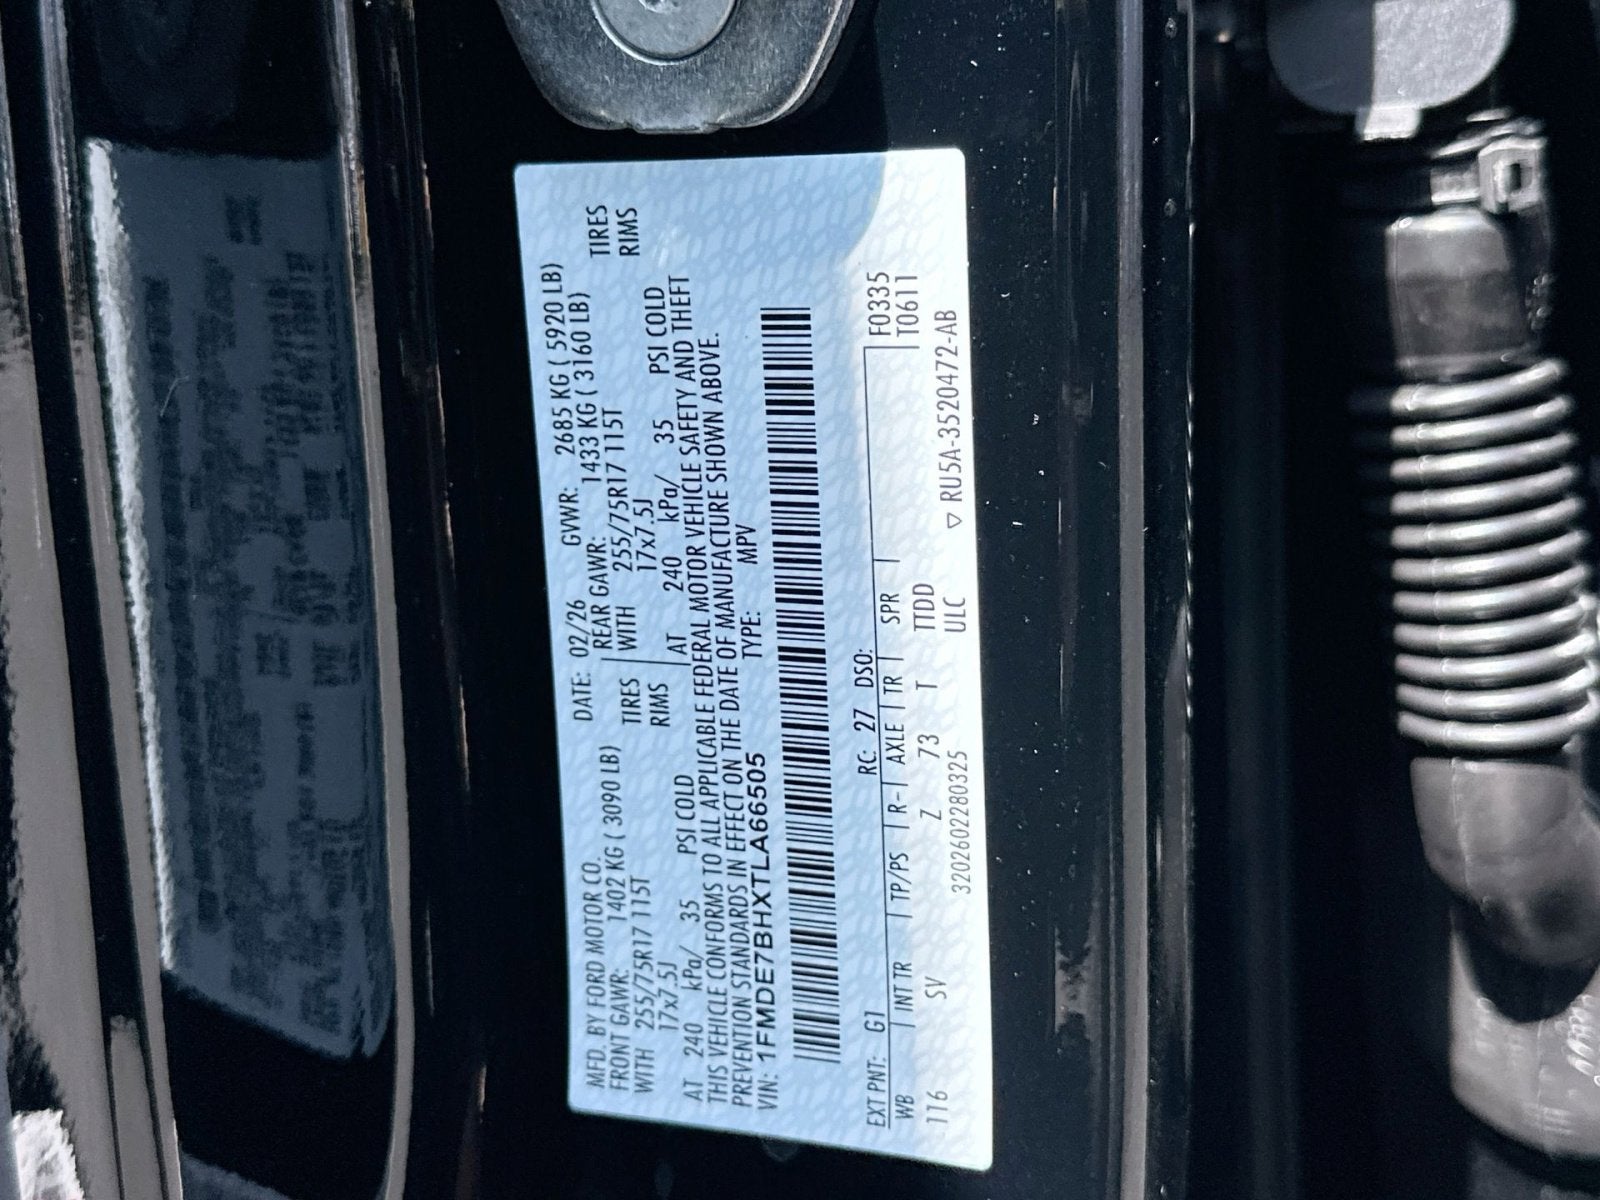 MFD. BY FORD MOTOR CO.
DATE: 02/26 GVWR: 2685 KG ( 5920 LB)
FRONT GAWR: 1402 KG ( 3090 LB) REAR GAWR: 1433 KG ( 3160 LB)
WITH 255/75R17 115T TIRES WITH 255/75R17 115T TIRES
17x7.5J RIMS 17x7.5J RIMS
AT 240 kPa/ 35 PSI COLD AT 240 kPa/ 35 PSI COLD
THIS VEHICLE CONFORMS TO ALL APPLICABLE FEDERAL MOTOR VEHICLE SAFETY AND THEFT
PREVENTION STANDARDS IN EFFECT ON THE DATE OF MANUFACTURE SHOWN ABOVE.
VIN: 1FMDE7BHXTLA66505 TYPE: MPV
EXT PNT: G1 RC: 27 DSO: F0335
WB INT TR TP/PS R- AXLE TR SPR T0611
116 SV Z 73 T TTDD
3202602280325 ULC ▽ RU5A-3520472-AB